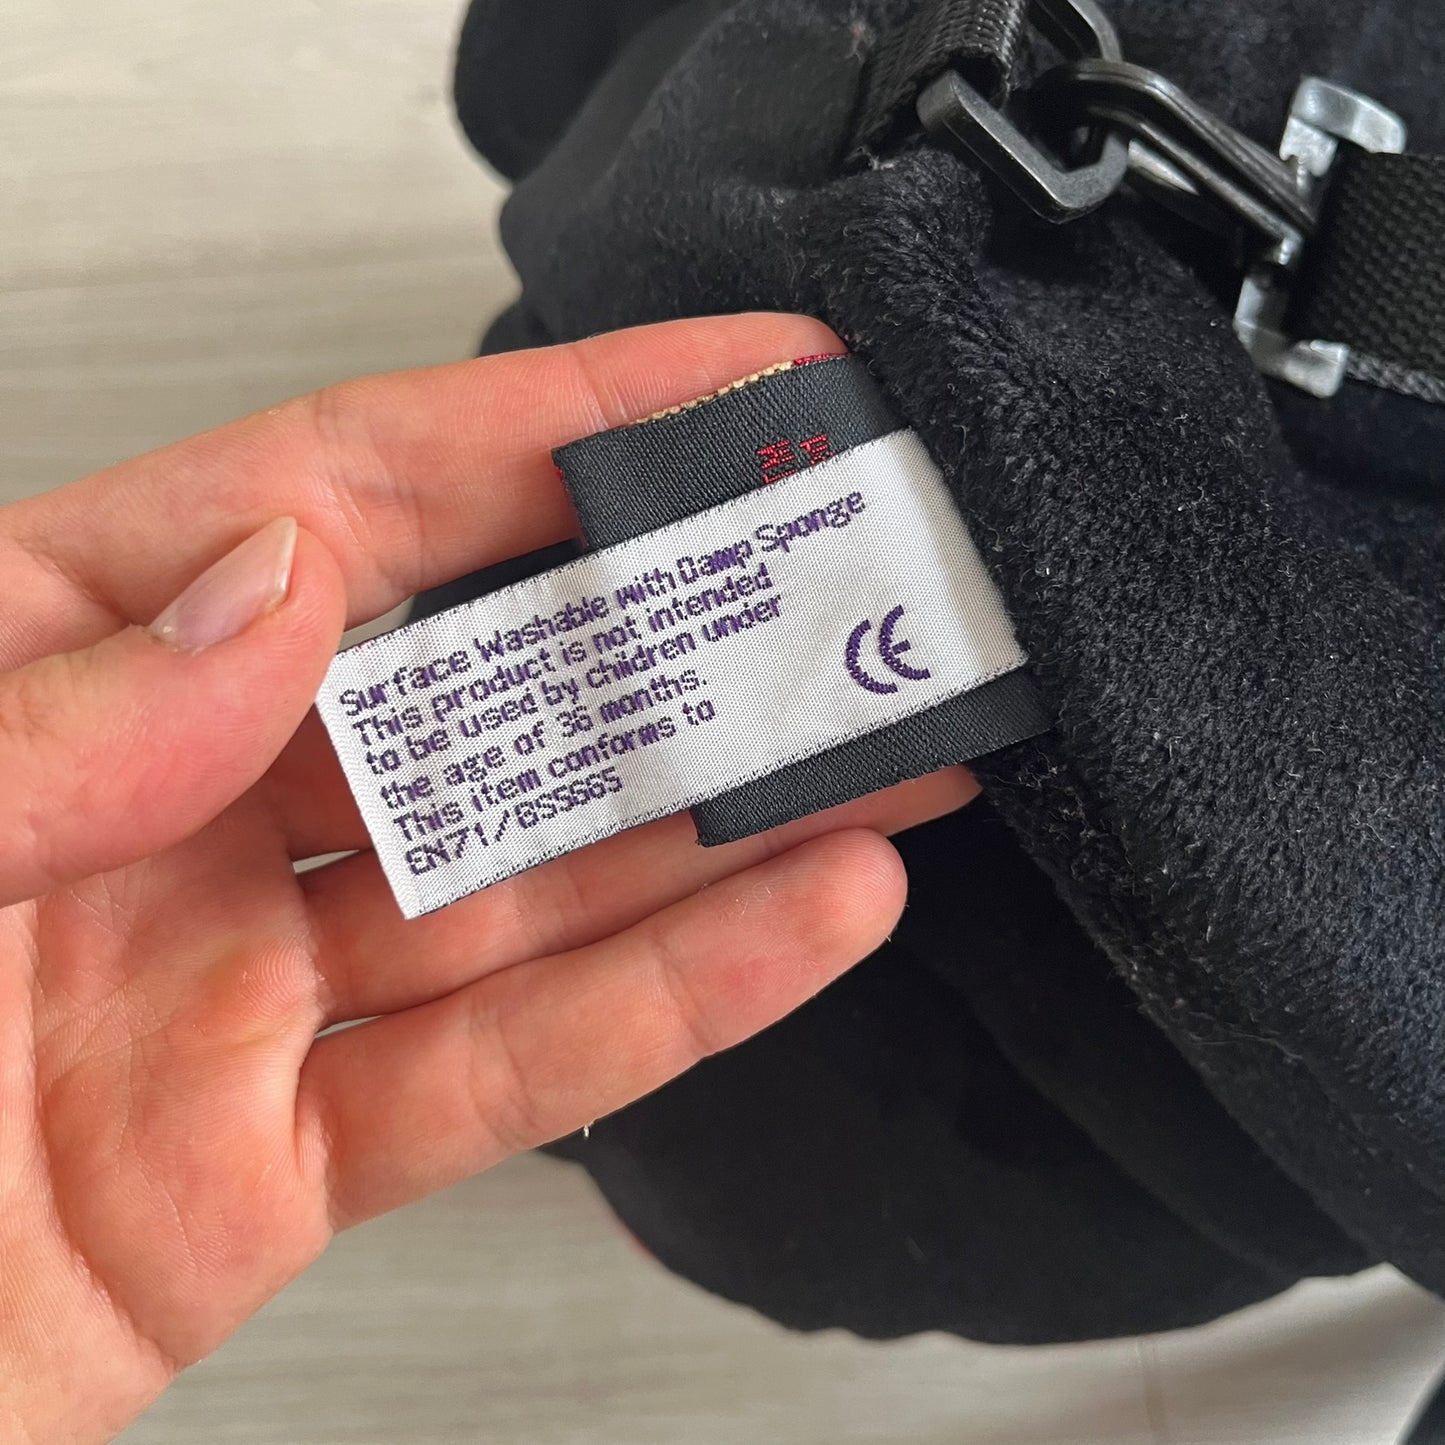 Surface Washable with Damp Sponge
This product is not intended
to be used by children under
the age of 36 months.
This item conforms to
EN71/BS5665
CE